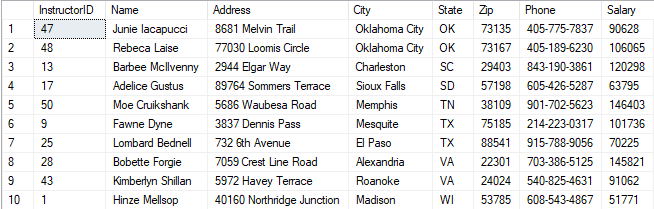 InstructorID Name Address City State Zip Phone Salary
1 47 Junie Iacapucci 8681 Melvin Trail Oklahoma City OK 73135 405-775-7837 90628
2 48 Rebeca Laise 77030 Loomis Circle Oklahoma City OK 73167 405-189-6230 106065
3 13 Barbee McIlvenny 2944 Elgar Way Charleston SC 29403 843-190-3861 120298
4 17 Adelice Gustus 89764 Sommers Terrace Sioux Falls SD 57198 605-426-5287 63795
5 50 Moe Cruikshank 5686 Waubesa Road Memphis TN 38109 901-702-5623 146403
6 9 Fawne Dyne 3837 Dennis Pass Mesquite TX 75185 214-223-0317 101736
7 25 Lombard Bednell 732 6th Avenue El Paso TX 88541 915-788-9056 70225
8 28 Bobette Forgie 7059 Crest Line Road Alexandria VA 22301 703-386-5125 145821
9 43 Kimberlyn Shillan 5972 Havey Terrace Roanoke VA 24024 540-825-4631 91062
10 1 Hinze Mellsop 40160 Northridge Junction Madison WI 53785 608-543-4867 51771